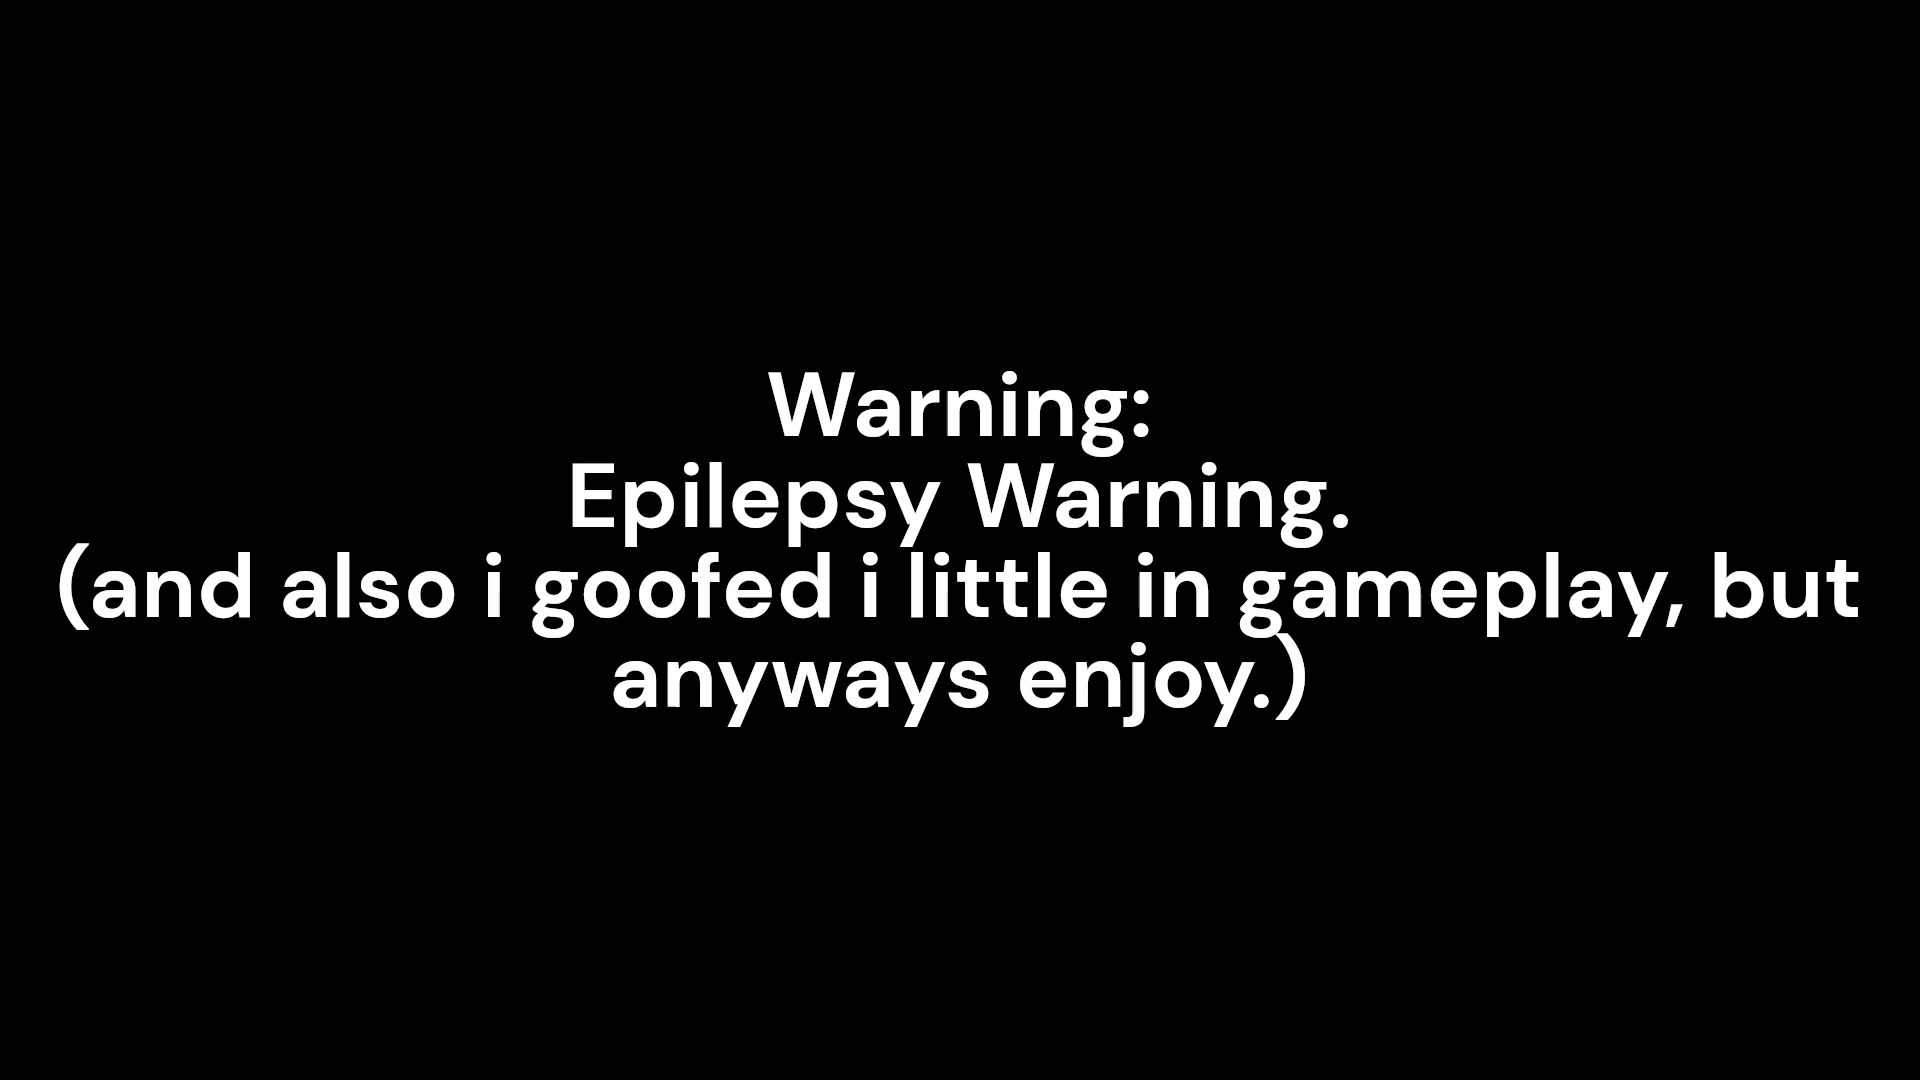 Warning:
Epilepsy Warning.
(and also i goofed i little in gameplay, but
anyways enjoy.)